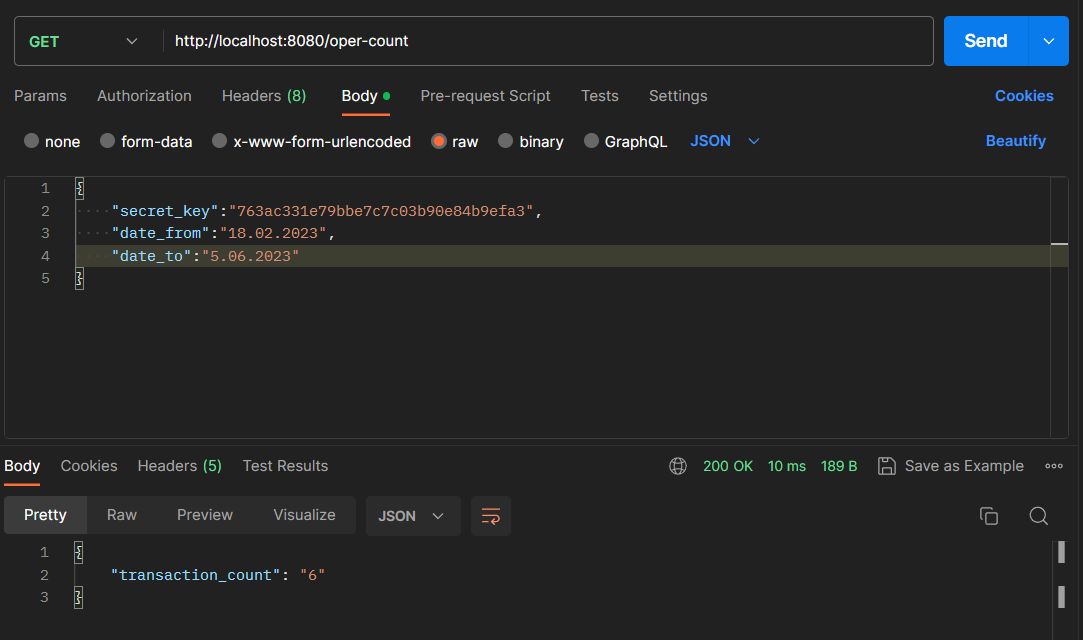 GET http://localhost:8080/oper-count Send
Params Authorization Headers (8) Body Pre-request Script Tests Settings Cookies
none form-data x-www-form-urlencoded raw binary GraphQL JSON Beautify
1 {
2 "secret_key":"763ac331e79bbe7c7c03b90e84b9efa3",
3 "date_from":"18.02.2023",
4 "date_to":"5.06.2023"
5 }
Body Cookies Headers (5) Test Results 200 OK 10 ms 189 B Save as Example
Pretty Raw Preview Visualize JSON
1 {
2 "transaction_count": "6"
3 }